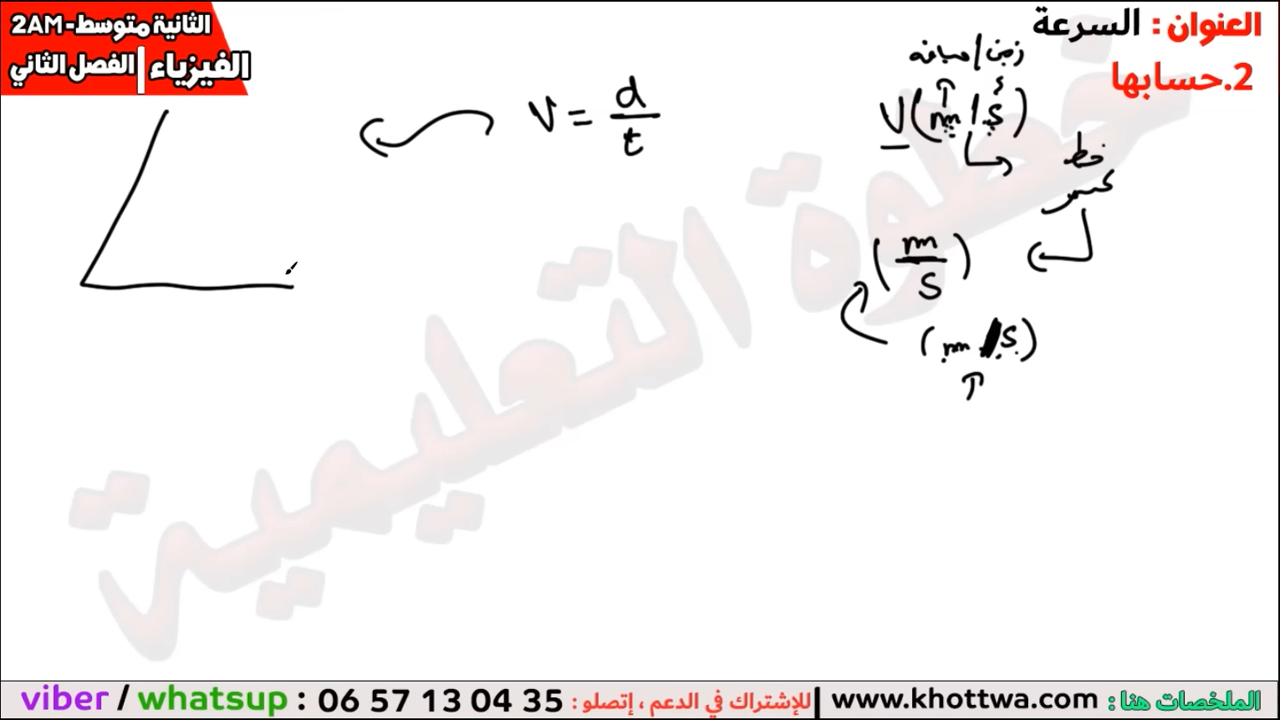 العنوان : السرعة
2.حسابها
الثانية متوسط-2AM
الفيزياء | الفصل الثاني
مسافة / زمن
V(m/s)
خط
كسر
(m/s)
(m/s)
V = d/t
خطوة التعليمية
الملخصات هنا : www.khottwa.com | للإشتراك في الدعم ، إتصلو : viber / whatsup : 06 57 13 04 35